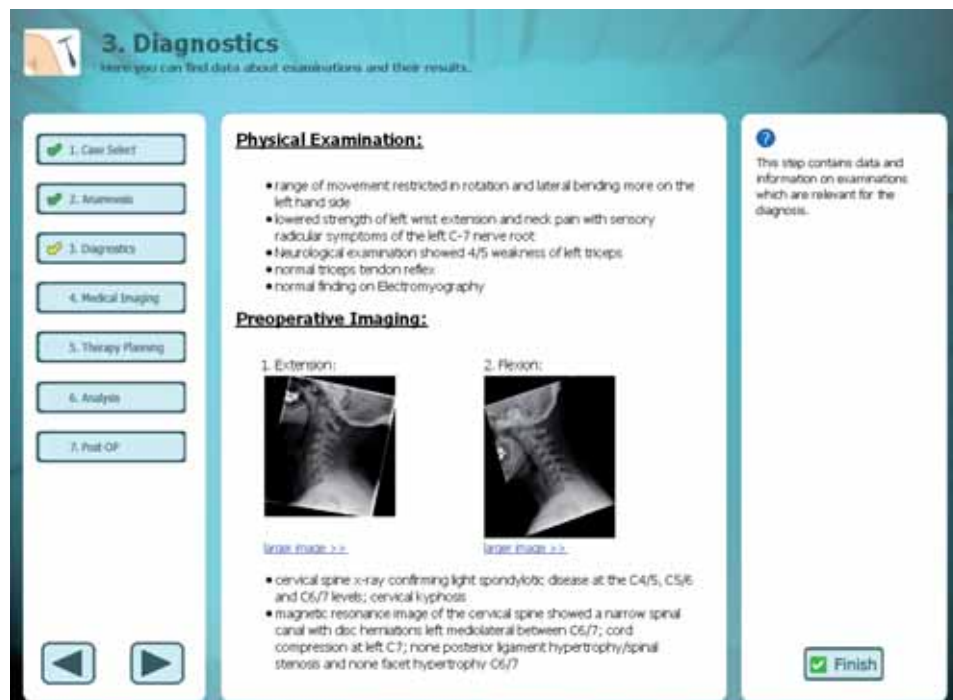 3. Diagnostics
Here you can find data about examinations and their results.
1. Case Select
2. Anamnesis
3. Diagnostics
4. Medical Imaging
5. Therapy Planning
6. Analysis
7. Post-OP
Physical Examination:
• range of movement restricted in rotation and lateral bending more on the
left hand side
• lowered strength of left wrist extension and neck pain with sensory
radicular symptoms of the left C-7 nerve root
• Neurological examination showed 4/5 weakness of left triceps
• normal triceps tendon reflex
• normal finding on Electromyography
Preoperative Imaging:
1. Extension:
2. Flexion:
larger image >>
larger image >>
• cervical spine x-ray confirming light spondylotic disease at the C4/5, C5/6
and C6/7 levels; cervical kyphosis
• magnetic resonance image of the cervical spine showed a narrow spinal
canal with disc herniations left mediolateral between C6/7; cord
compression at left C7; none posterior ligament hypertrophy/spinal
stenosis and none facet hypertrophy C6/7
?
This step contains data and
information on examinations
which are relevant for the
diagnosis.
Finish